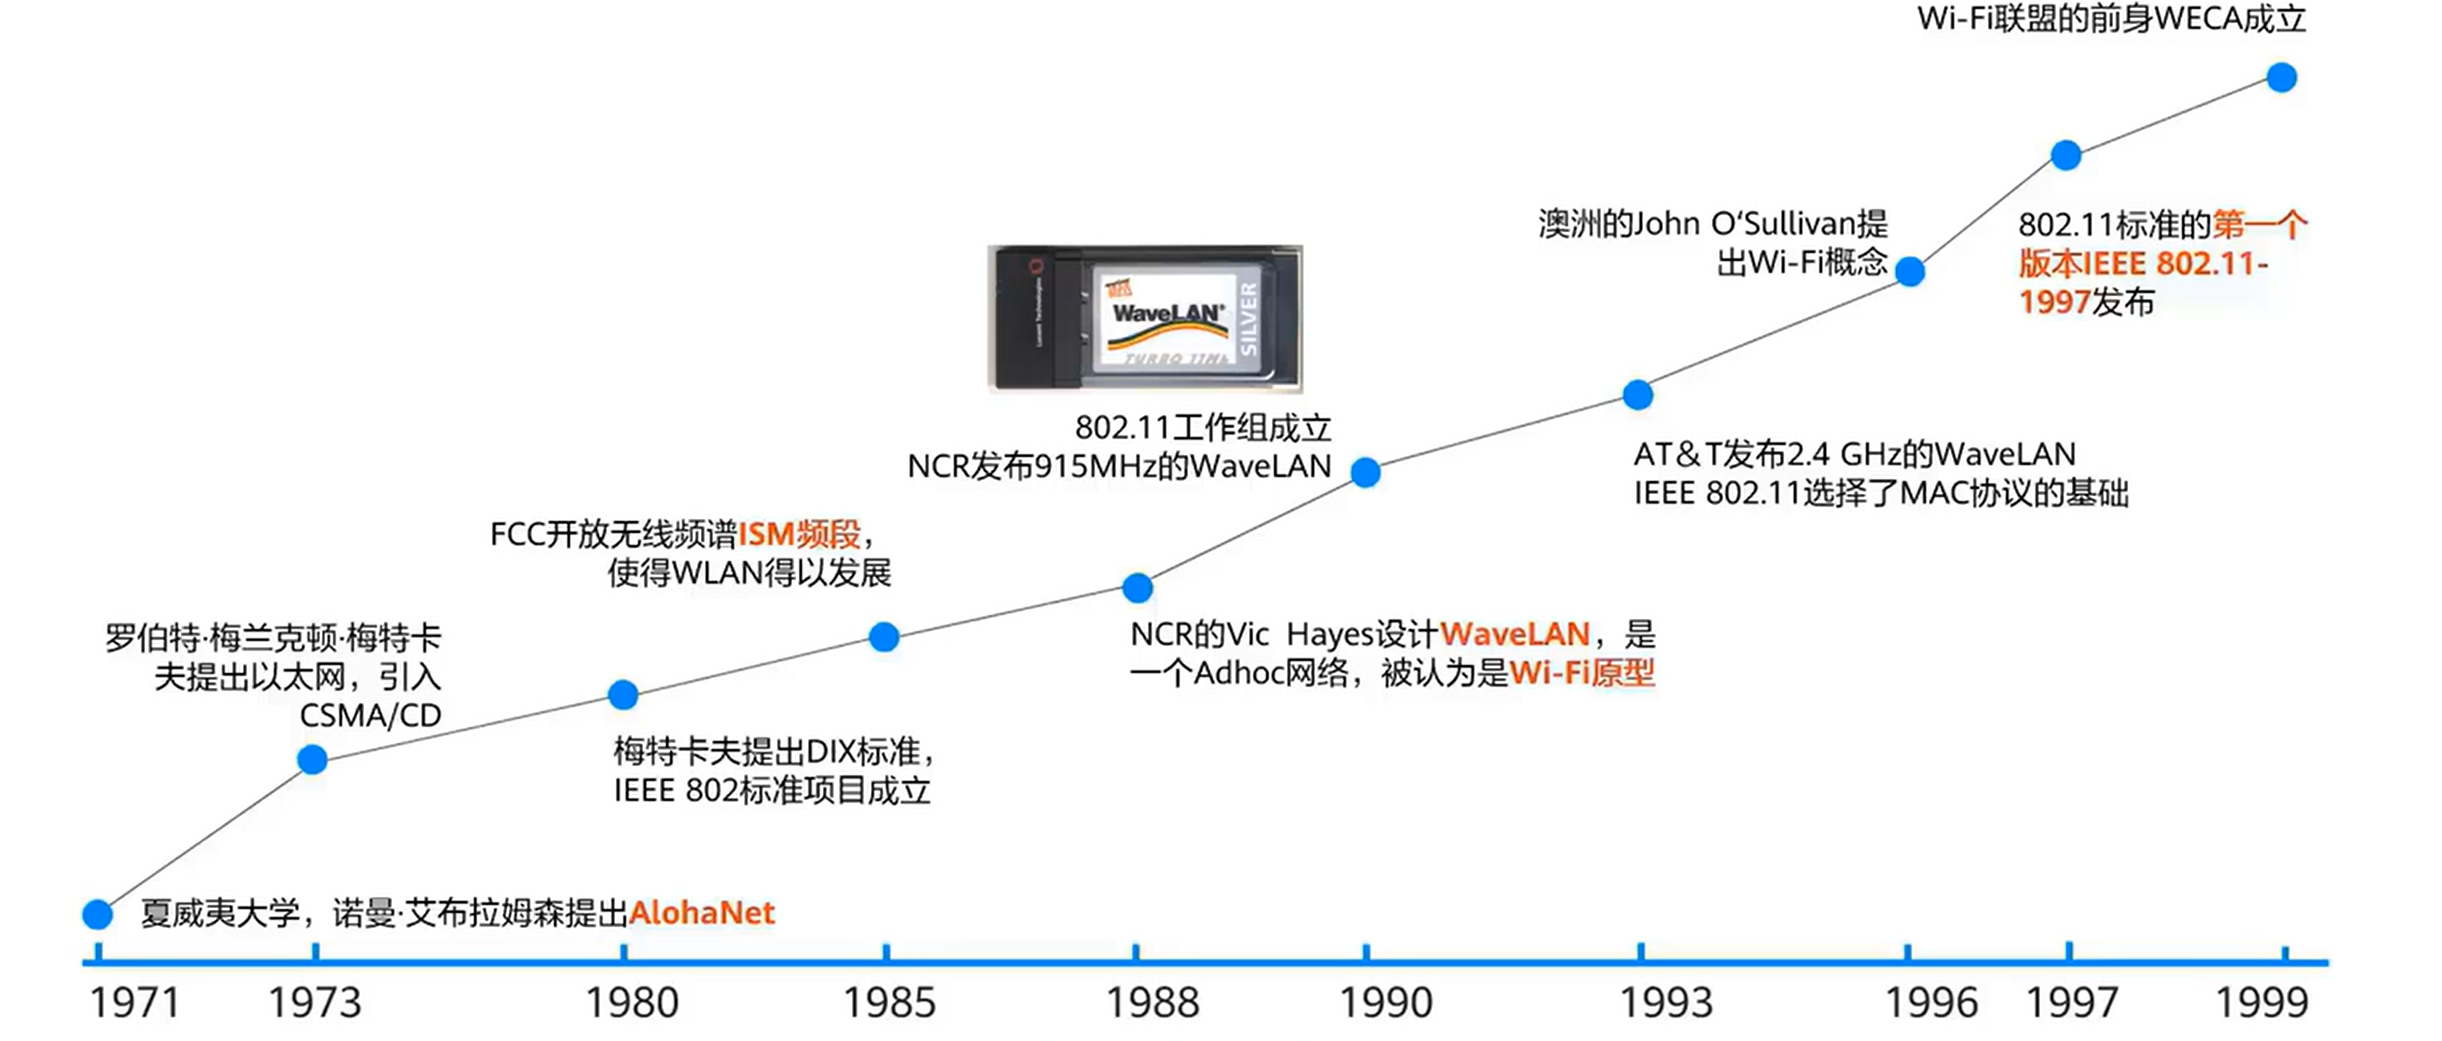 Wi-Fi联盟的前身WECA成立
澳洲的John O‘Sullivan提
出Wi-Fi概念
802.11标准的第一个
版本IEEE 802.11-
1997发布
Lucent Technologies
WaveLAN®
TURBO 11Mb
SILVER
802.11工作组成立
NCR发布915MHz的WaveLAN
AT&T发布2.4 GHz的WaveLAN
IEEE 802.11选择了MAC协议的基础
FCC开放无线频谱ISM频段，
使得WLAN得以发展
NCR的Vic Hayes设计WaveLAN，是
一个Adhoc网络，被认为是Wi-Fi原型
罗伯特·梅兰克顿·梅特卡
夫提出以太网，引入
CSMA/CD
梅特卡夫提出DIX标准，
IEEE 802标准项目成立
夏威夷大学，诺曼·艾布拉姆森提出AlohaNet
1971 1973 1980 1985 1988 1990 1993 1996 1997 1999